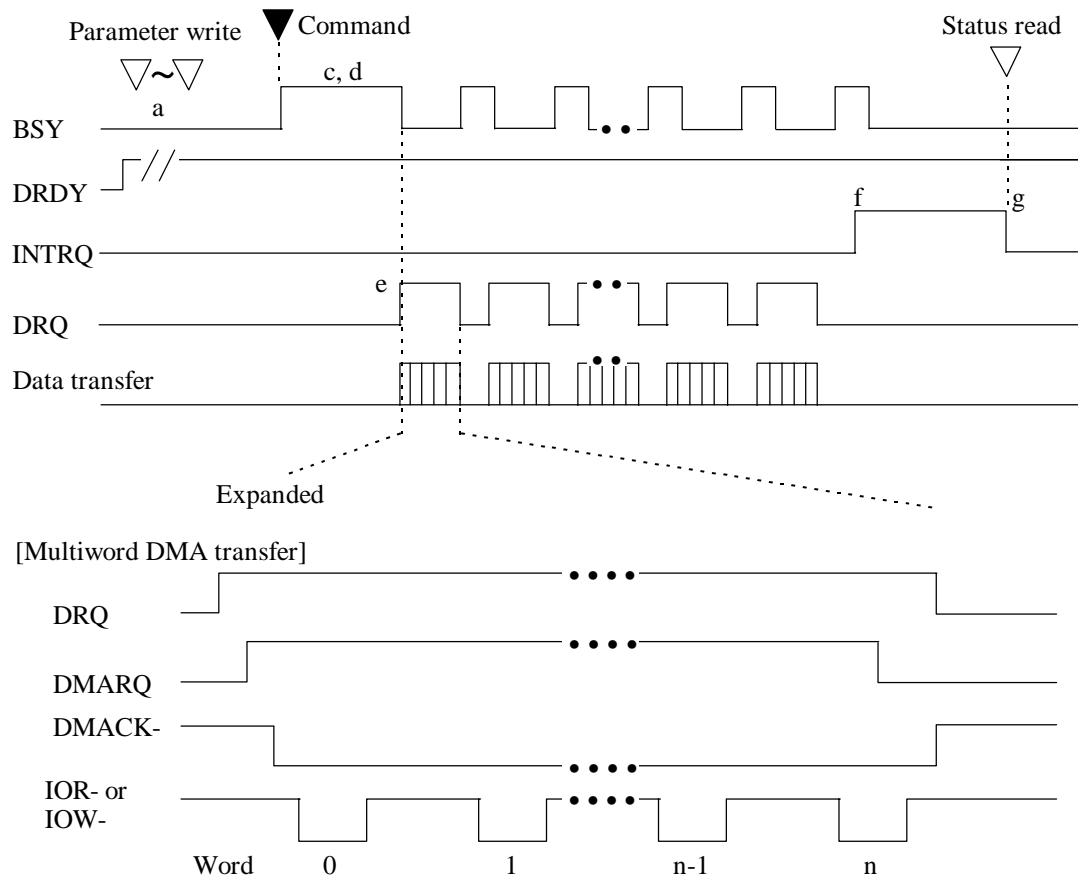 Parameter write
Command
Status read
a
c, d
BSY
DRDY
f
g
INTRQ
e
DRQ
Data transfer
Expanded
[Multiword DMA transfer]
DRQ
DMARQ
DMACK-
IOR- or
IOW-
Word 0 1 n-1 n